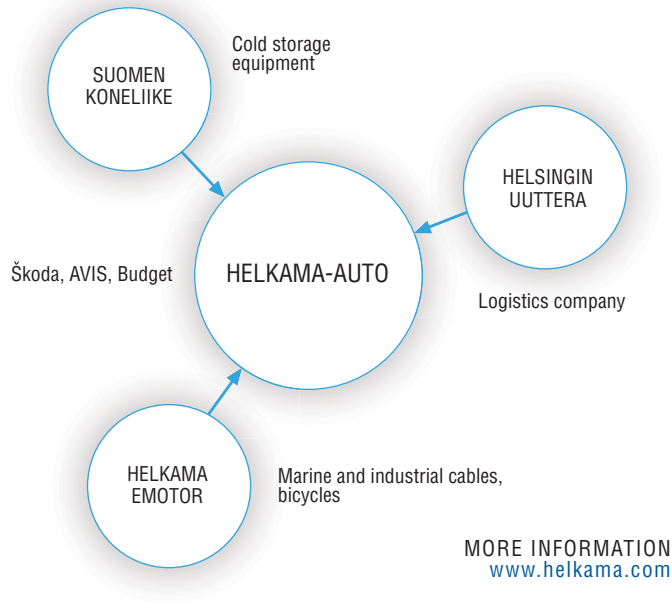 Cold storage
equipment
SUOMEN
KONELIIKE
HELSINGIN
UUTTERA
Škoda, AVIS, Budget
HELKAMA-AUTO
Logistics company
HELKAMA
EMOTOR
Marine and industrial cables,
bicycles
MORE INFORMATION
www.helkama.com